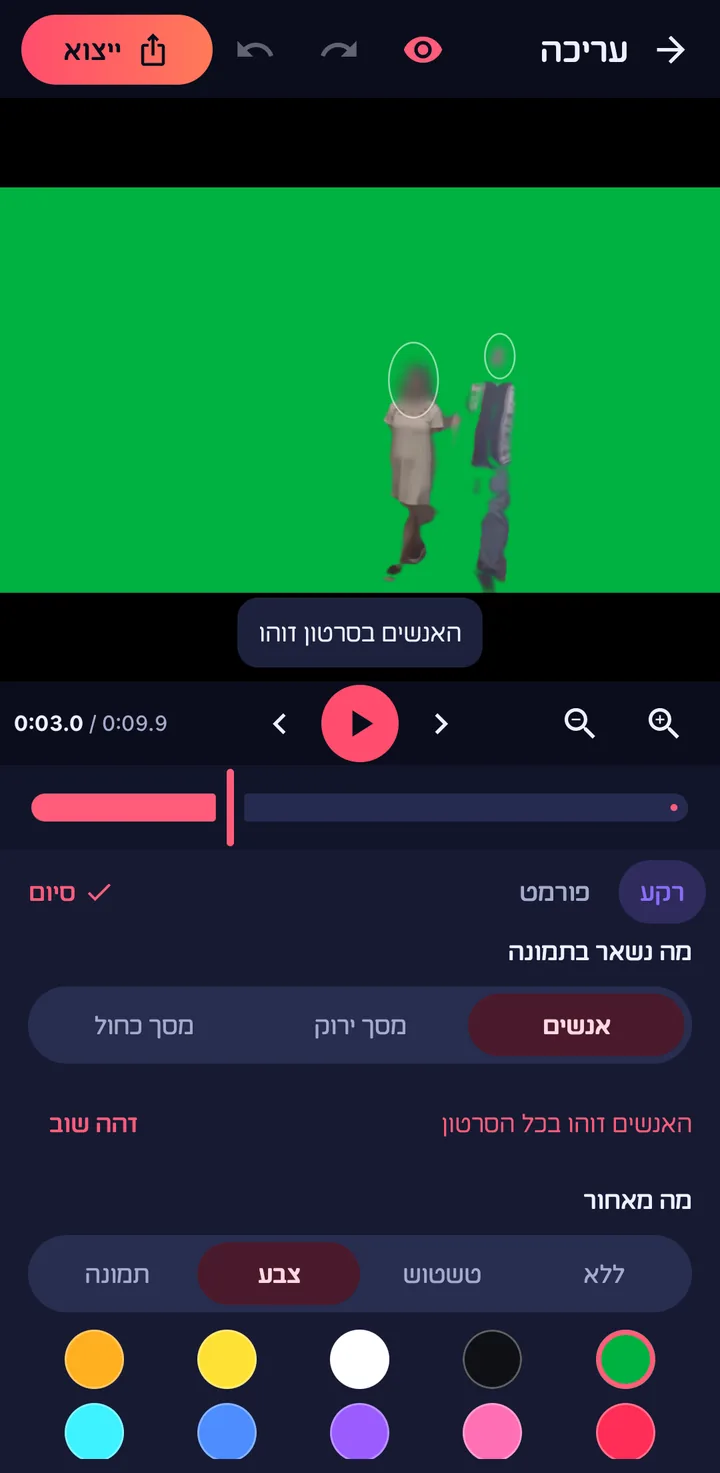 עריכה
ייצוא
האנשים בסרטון זוהו
0:03.0 / 0:09.9
רקע
פורמט
סיום
מה נשאר בתמונה
אנשים
מסך ירוק
מסך כחול
האנשים זוהו בכל הסרטון
זהה שוב
מה מאחור
ללא
טשטוש
צבע
תמונה